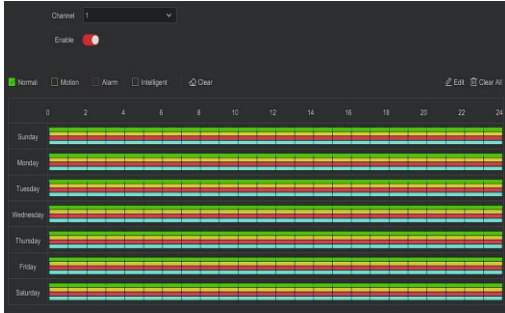 Channel 1
Enable
Normal Motion Alarm Intelligent Clear Edit Clear All
0 2 4 6 8 10 12 14 16 18 20 22 24
Sunday
Monday
Tuesday
Wednesday
Thursday
Friday
Saturday